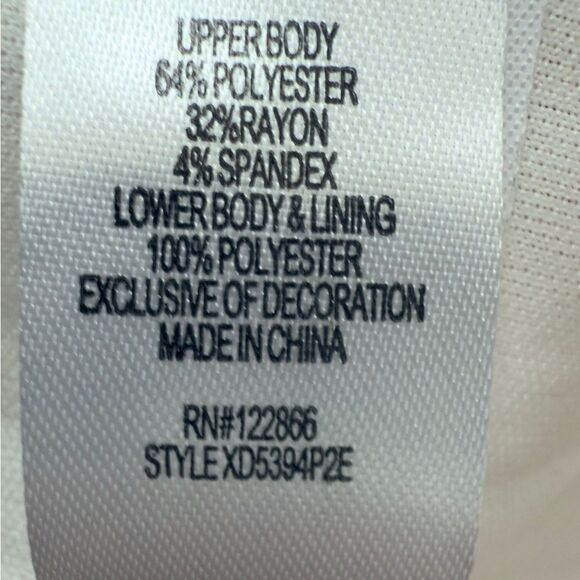 UPPER BODY
64% POLYESTER
32%RAYON
4% SPANDEX
LOWER BODY & LINING
100% POLYESTER
EXCLUSIVE OF DECORATION
MADE IN CHINA
RN#122866
STYLE XD5394P2E